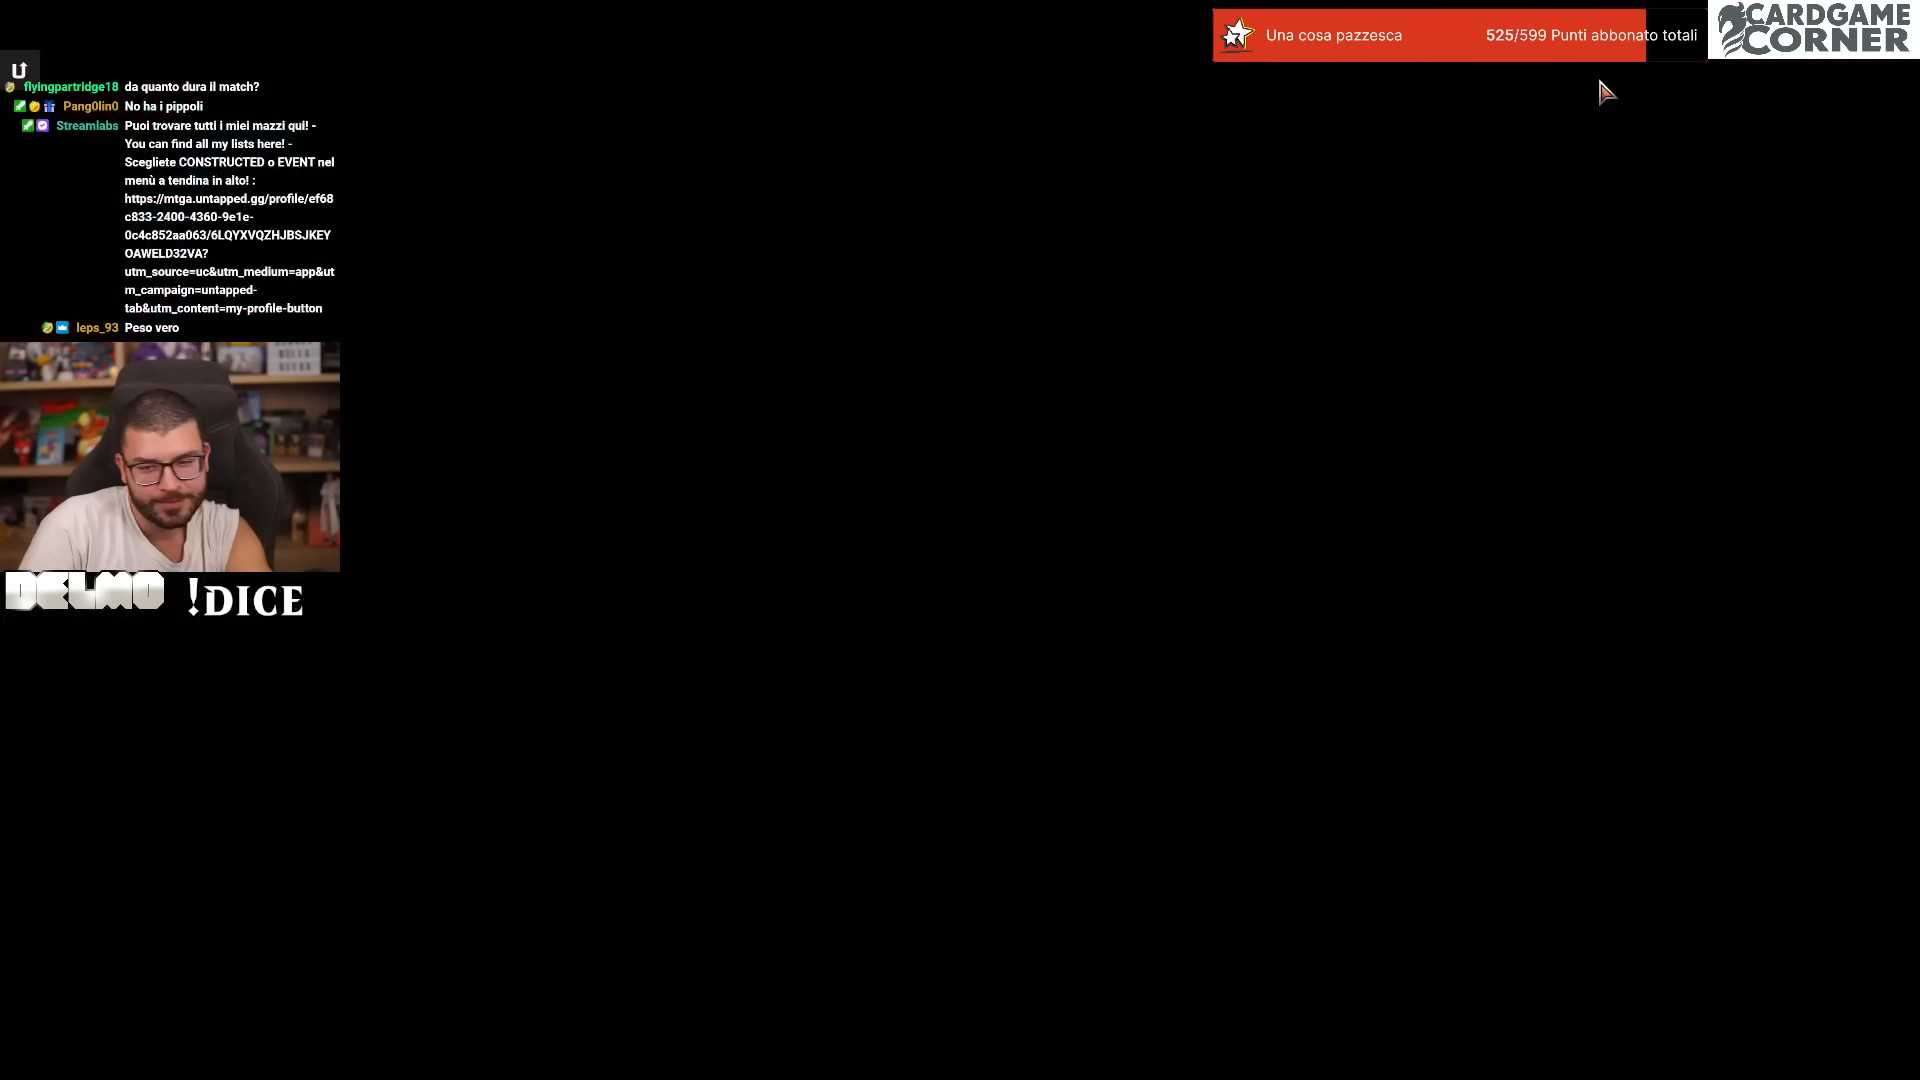 Una cosa pazzesca 525/599 Punti abbonato totali
CARDGAME
CORNER
flyingpartridge18 da quanto dura il match?
Pang0lin0 No ha i pippoli
Streamlabs Puoi trovare tutti i miei mazzi qui! -
You can find all my lists here! -
Scegliete CONSTRUCTED o EVENT nel
menù a tendina in alto! :
https://mtga.untapped.gg/profile/ef68
c833-2400-4360-9e1e-
0c4c852aa063/6LQYXVQZHJBSJKEY
OAWELD32VA?
utm_source=uc&utm_medium=app&ut
m_campaign=untapped-
tab&utm_content=my-profile-button
leps_93 Peso vero
DELMO !DICE